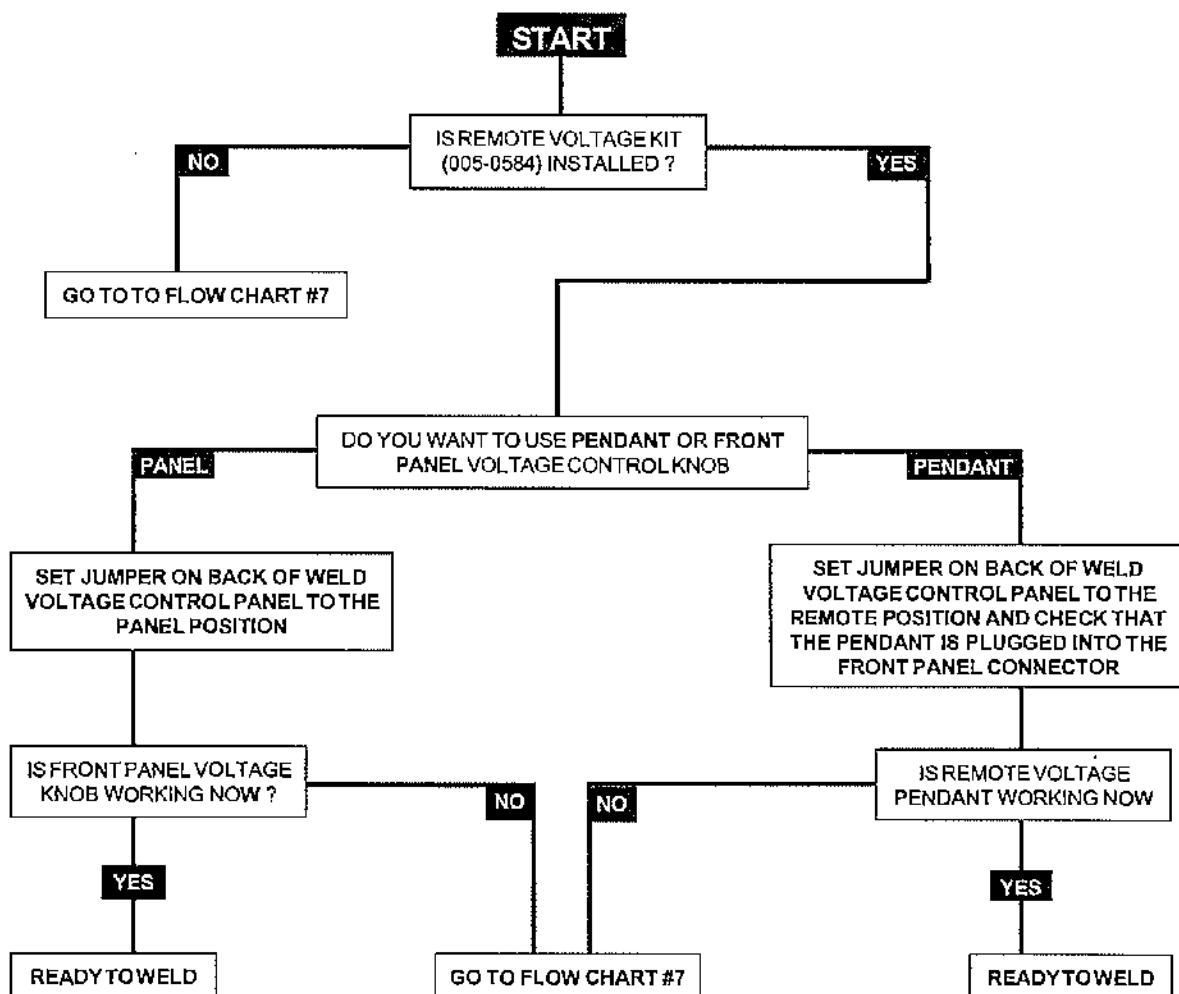 START
IS REMOTE VOLTAGE KIT
(005-0584) INSTALLED ?
NO
YES
GO TO TO FLOW CHART #7
DO YOU WANT TO USE PENDANT OR FRONT
PANEL VOLTAGE CONTROL KNOB
PANEL
PENDANT
SET JUMPER ON BACK OF WELD
VOLTAGE CONTROL PANEL TO THE
PANEL POSITION
SET JUMPER ON BACK OF WELD
VOLTAGE CONTROL PANEL TO THE
REMOTE POSITION AND CHECK THAT
THE PENDANT IS PLUGGED INTO THE
FRONT PANEL CONNECTOR
IS FRONT PANEL VOLTAGE
KNOB WORKING NOW ?
NO
NO
IS REMOTE VOLTAGE
PENDANT WORKING NOW
YES
YES
READY TO WELD
GO TO FLOW CHART #7
READY TO WELD